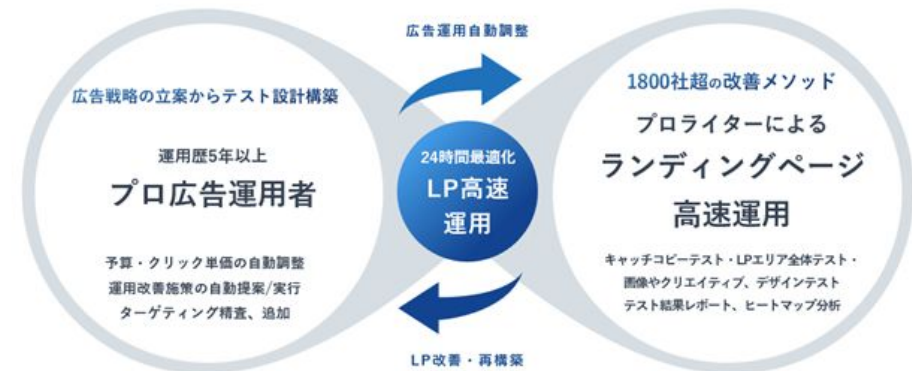 広告運用自動調整
広告戦略の立案からテスト設計構築
運用歴5年以上
プロ広告運用者
予算・クリック単価の自動調整
運用改善施策の自動提案/実行
ターゲティング精査、追加
24時間最適化
LP高速
運用
1800社超の改善メソッド
プロライターによる
ランディングページ
高速運用
キャッチコピーテスト・LPエリア全体テスト・
画像やクリエイティブ、デザインテスト
テスト結果レポート、ヒートマップ分析
LP改善・再構築